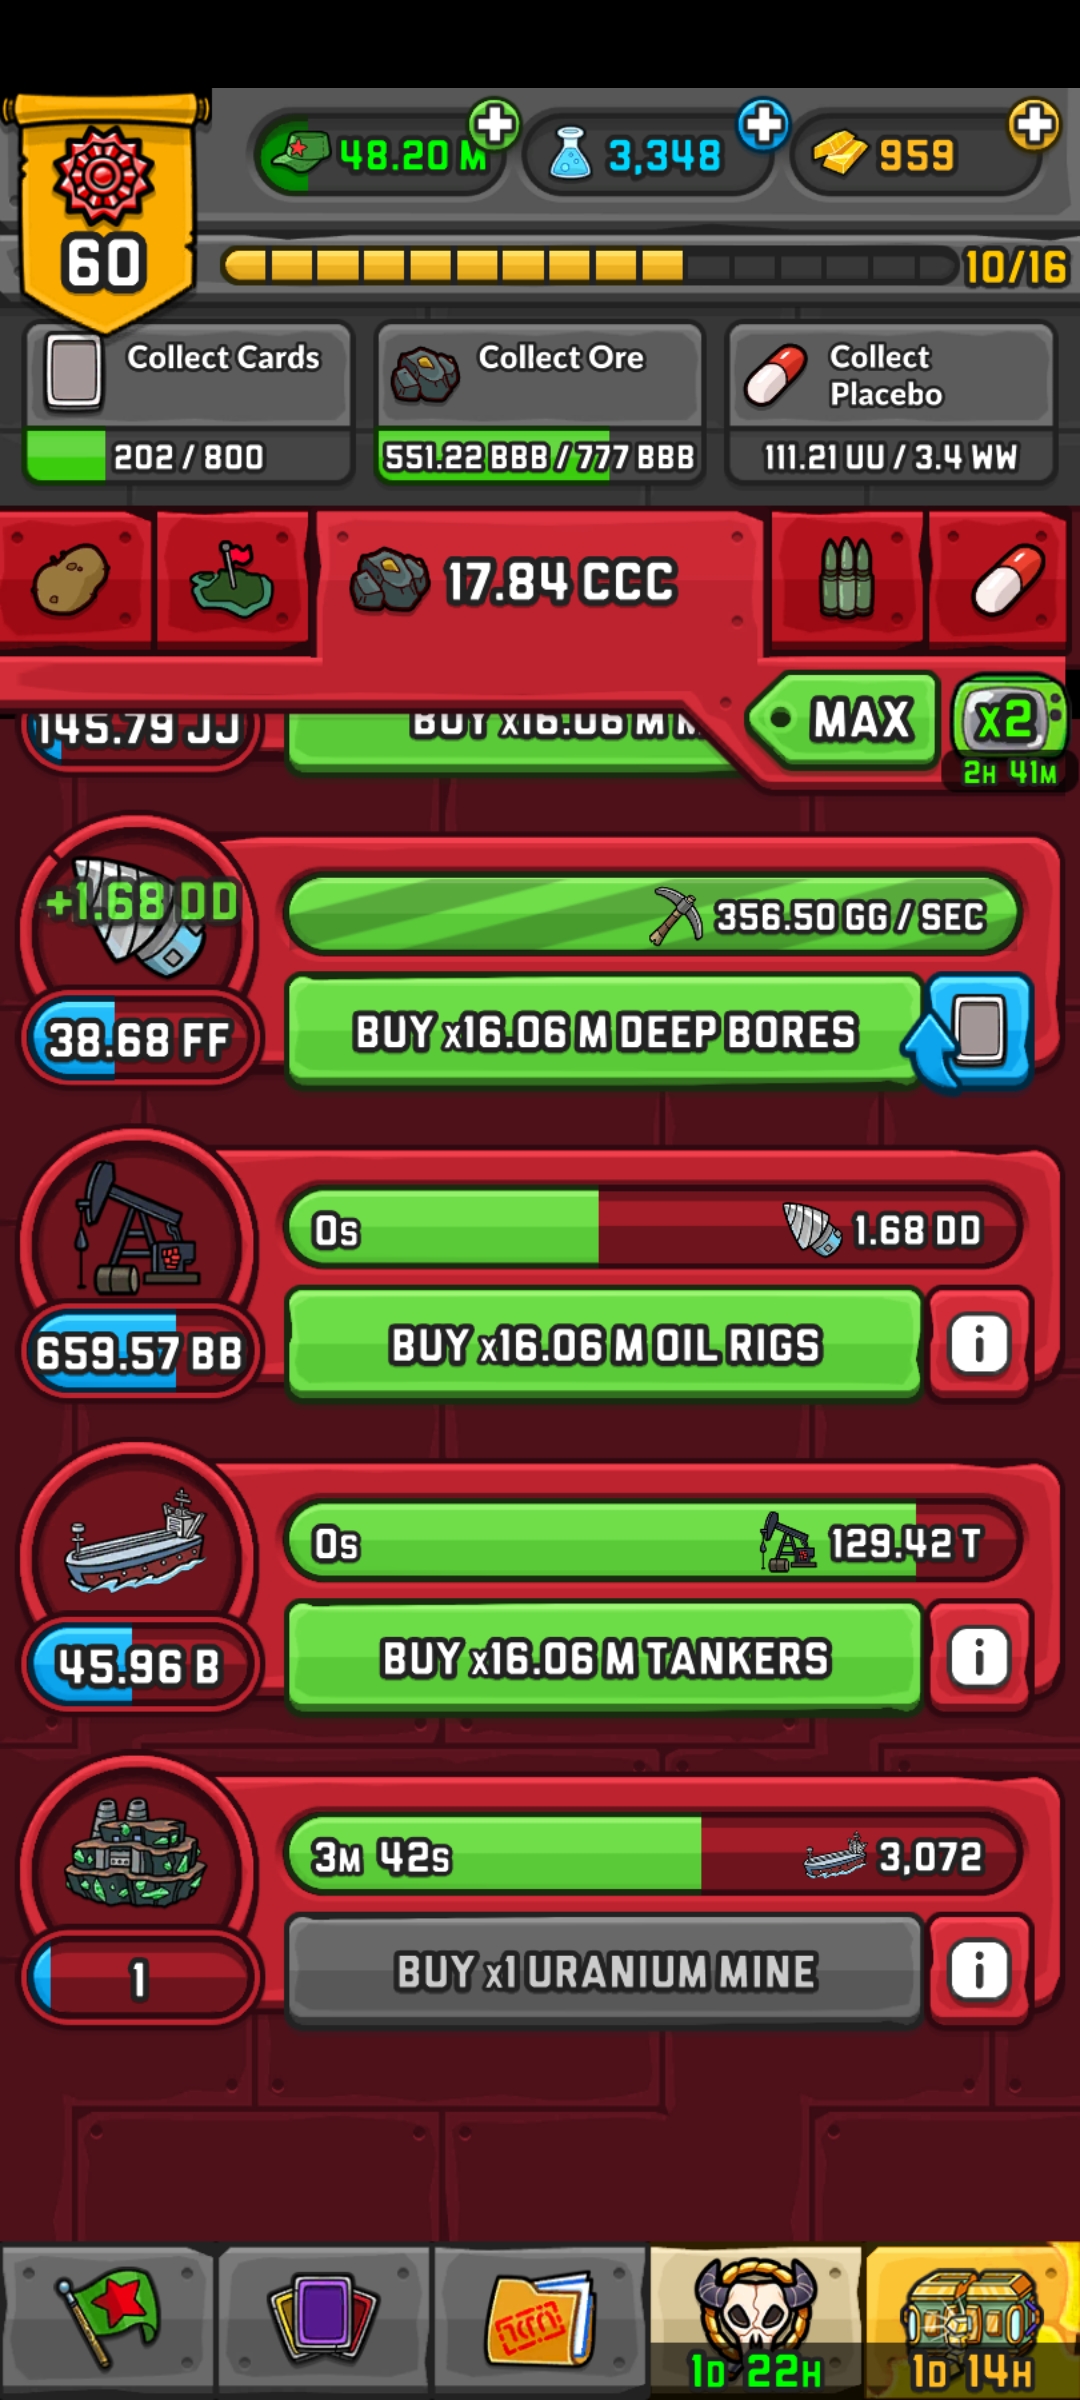 60
48.20 M
3,348
959
10/16
Collect Cards
202 / 800
Collect Ore
551.22 BBB / 777 BBB
Collect
Placebo
111.21 UU / 3.4 WW
17.84 CCC
MAX
x2
2H 41M
145.79 JJ
BUY x16.06 M
+1.68 DD
356.50 GG / SEC
38.68 FF
BUY x16.06 M DEEP BORES
0s
1.68 DD
659.57 BB
BUY x16.06 M OIL RIGS
0s
129.42 T
45.96 B
BUY x16.06 M TANKERS
3M 42s
3,072
1
BUY x1 URANIUM MINE
1D 22H
1D 14H